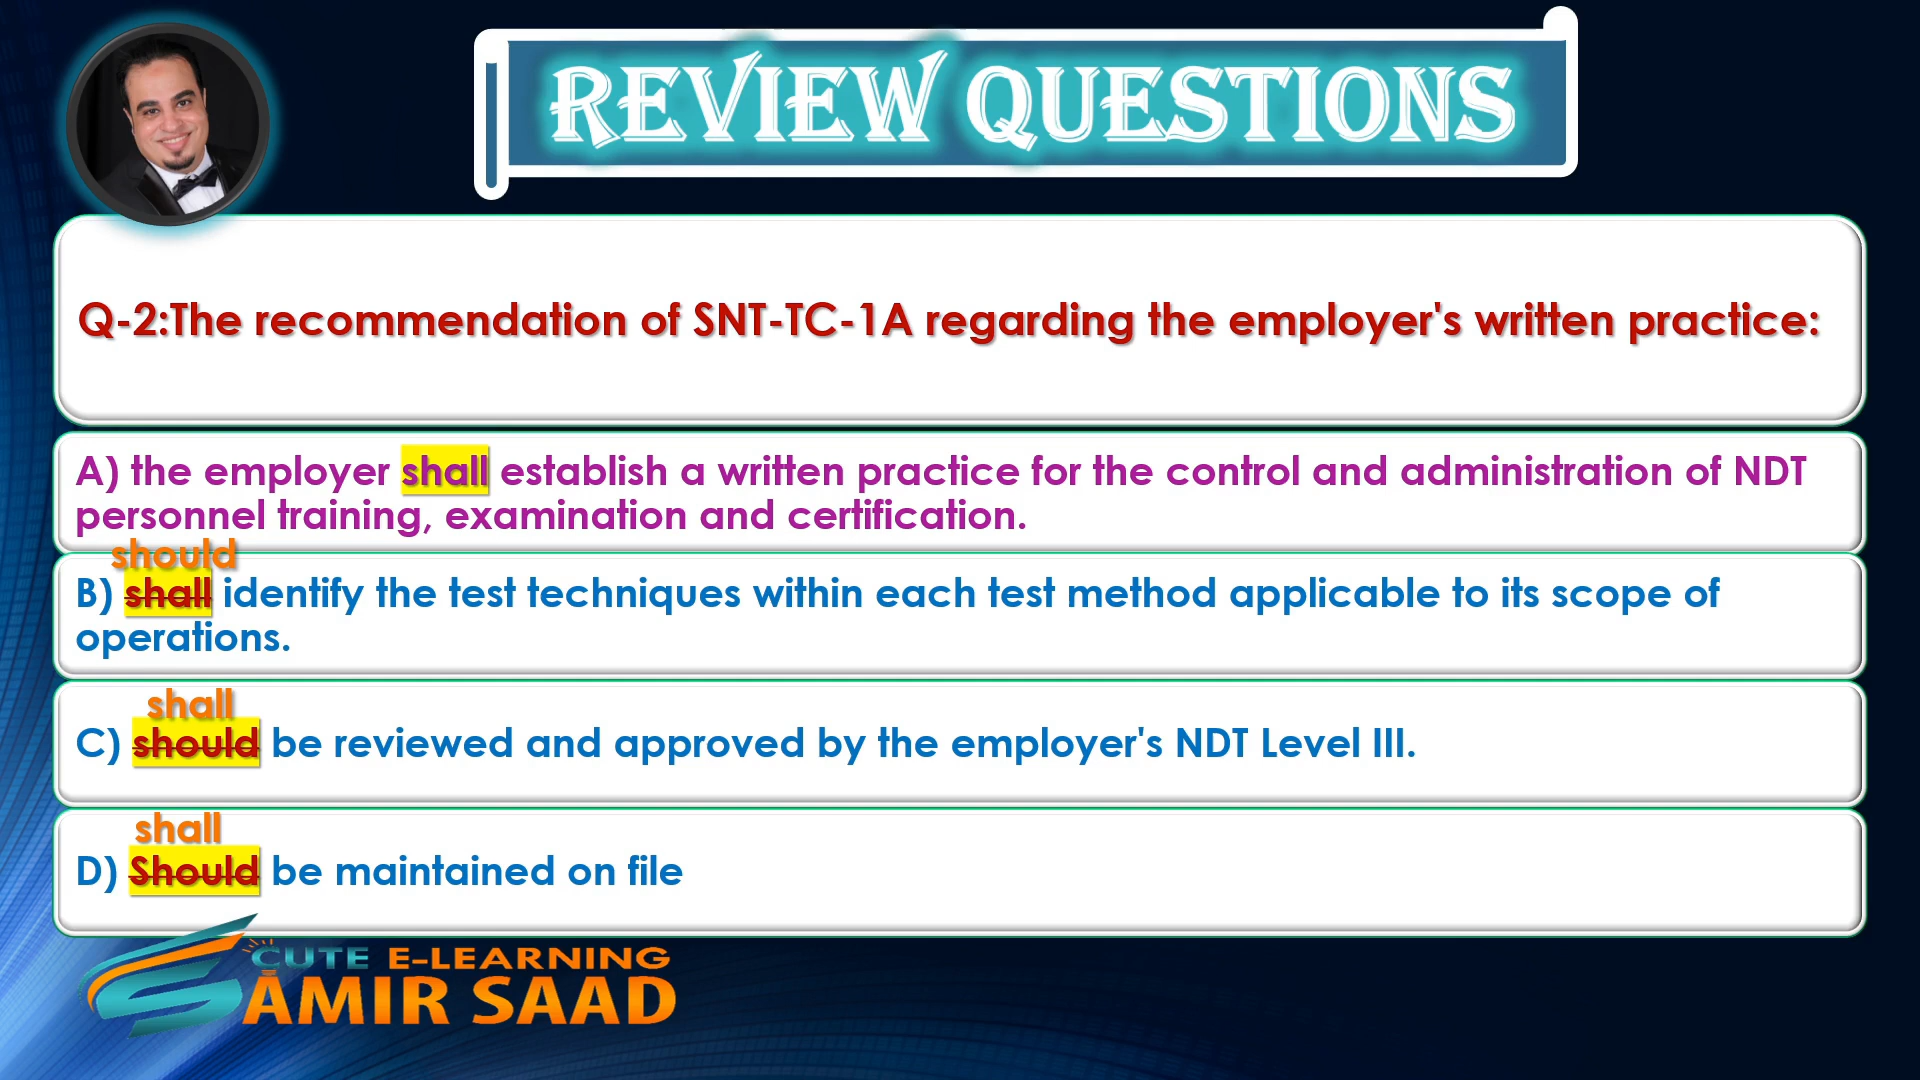 REVIEW QUESTIONS
Q-2:The recommendation of SNT-TC-1A regarding the employer's written practice:
A) the employer shall establish a written practice for the control and administration of NDT
personnel training, examination and certification.
should
B) shall identify the test techniques within each test method applicable to its scope of
operations.
shall
C) should be reviewed and approved by the employer's NDT Level III.
shall
D) Should be maintained on file
CUTE E-LEARNING
AMIR SAAD